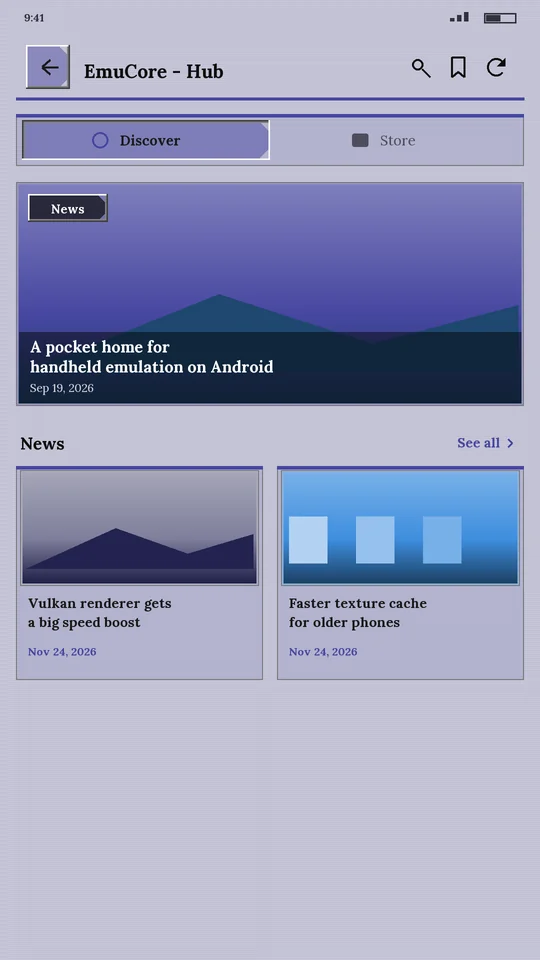 9:41
EmuCore - Hub
Discover
Store
News
A pocket home for
handheld emulation on Android
Sep 19, 2026
News
See all
Vulkan renderer gets
a big speed boost
Nov 24, 2026
Faster texture cache
for older phones
Nov 24, 2026